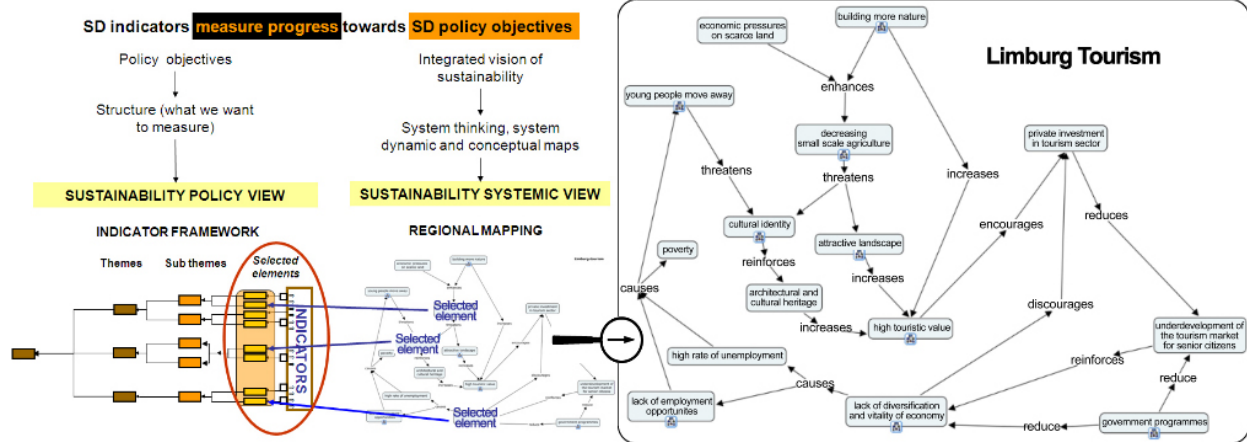 SD indicators measure progress towards SD policy objectives
Policy objectives
Structure (what we want
to measure)
SUSTAINABILITY POLICY VIEW
INDICATOR FRAMEWORK
Themes
Sub themes
Selected
elements
INDICATORS
Integrated vision of
sustainability
System thinking, system
dynamic and conceptual maps
SUSTAINABILITY SYSTEMIC VIEW
REGIONAL MAPPING
Selected
element
Selected
element
Selected
element
Limburg Tourism
economic pressures
on scarce land
building more nature
enhances
young people move away
decreasing
small scale agriculture
private investment
in tourism sector
threatens
threatens
increases
encourages
reduces
cultural identity
attractive landscape
poverty
reinforces
increases
causes
architectural and
cultural heritage
discourages
increases
high touristic value
underdevelopment of
the tourism market
for senior citizens
high rate of unemployment
reinforces
causes
reduce
lack of employment
opportunites
lack of diversification
and vitality of economy
reduce
government programmes